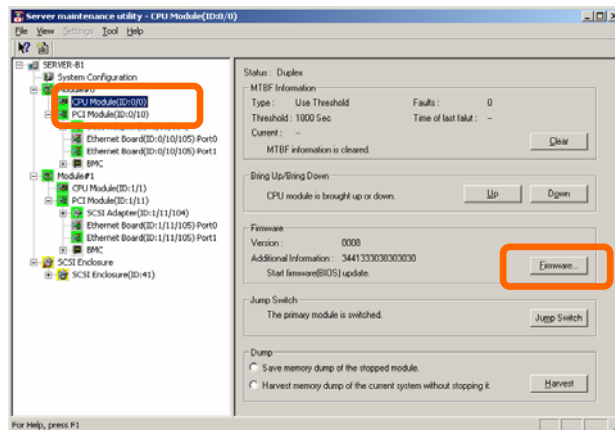 Server maintenance utility - CPU Module(ID:0/0)
File View Settings Tool Help
SERVER-B1
System Configuration
Module#0
CPU Module(ID:0/0)
PCI Module(ID:0/10)
Ethernet Board(ID:0/10/105) Port0
Ethernet Board(ID:0/10/105) Port1
BMC
Module#1
CPU Module(ID:1/1)
PCI Module(ID:1/11)
SCSI Adapter(ID:1/11/104)
Ethernet Board(ID:1/11/105) Port0
Ethernet Board(ID:1/11/105) Port1
BMC
SCSI Enclosure
SCSI Enclosure(ID:41)
Status : Duplex
MTBF Information
Type : Use Threshold Faults : 0
Threshold : 1800 Sec Time of last falut : --
Current : --
MTBF information is cleared.
Clear
Bring Up/Bring Down
CPU module is brought up or down.
Up
Down
Firmware
Version : 0008
Additional Information : 3441333038303030
Start firmware(BIOS) update.
Firmware...
Jump Switch
The primary module is switched.
Jump Switch
Dump
Save memory dump of the stopped module.
Harvest memory dump of the current system without stopping it.
Harvest
For Help, press F1